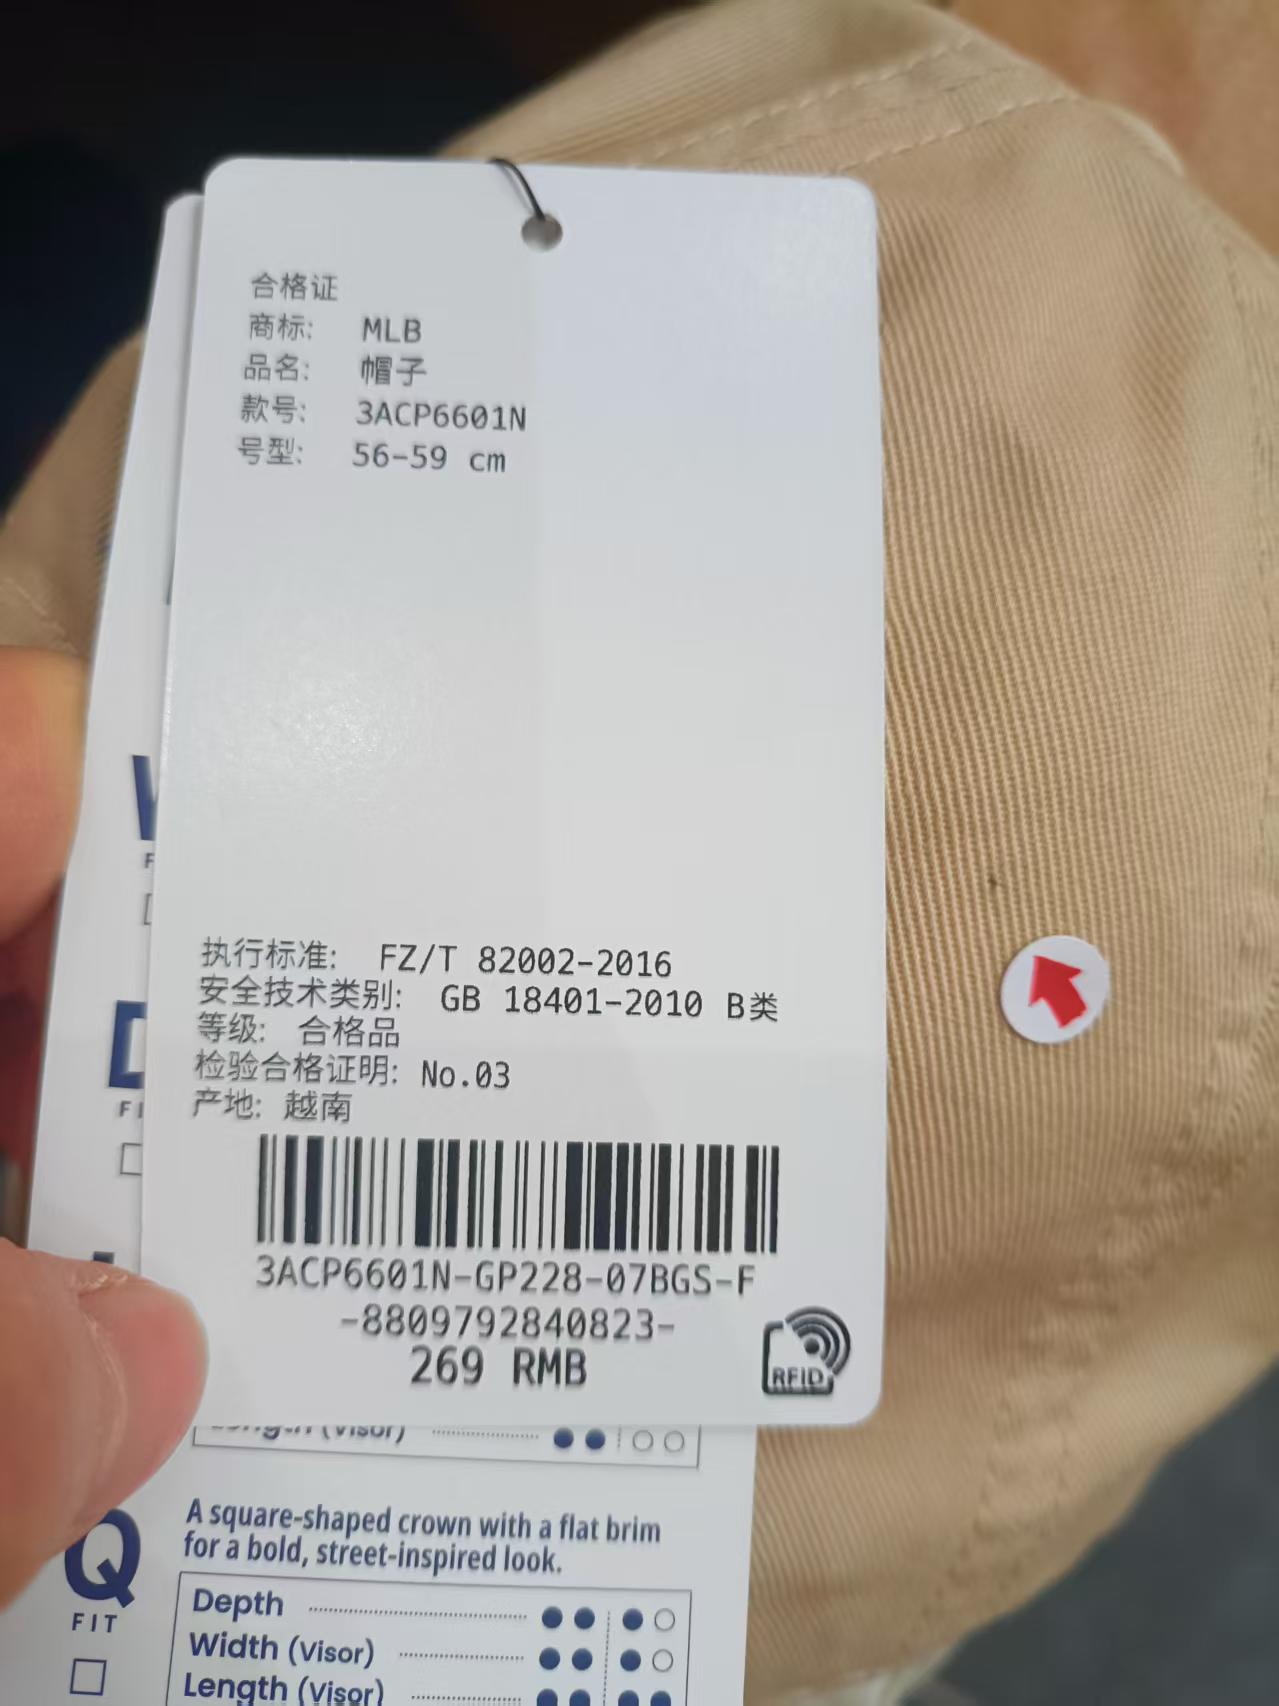 合格证
商标: MLB
品名: 帽子
款号: 3ACP6601N
号型: 56-59 cm
执行标准: FZ/T 82002-2016
安全技术类别: GB 18401-2010 B类
等级: 合格品
检验合格证明: No.03
产地: 越南
3ACP6601N-GP228-07BGS-F
-8809792840823-
269 RMB
RFID
Length (Visor)
A square-shaped crown with a flat brim
for a bold, street-inspired look.
Q
FIT
Depth
Width (Visor)
Length (Visor)